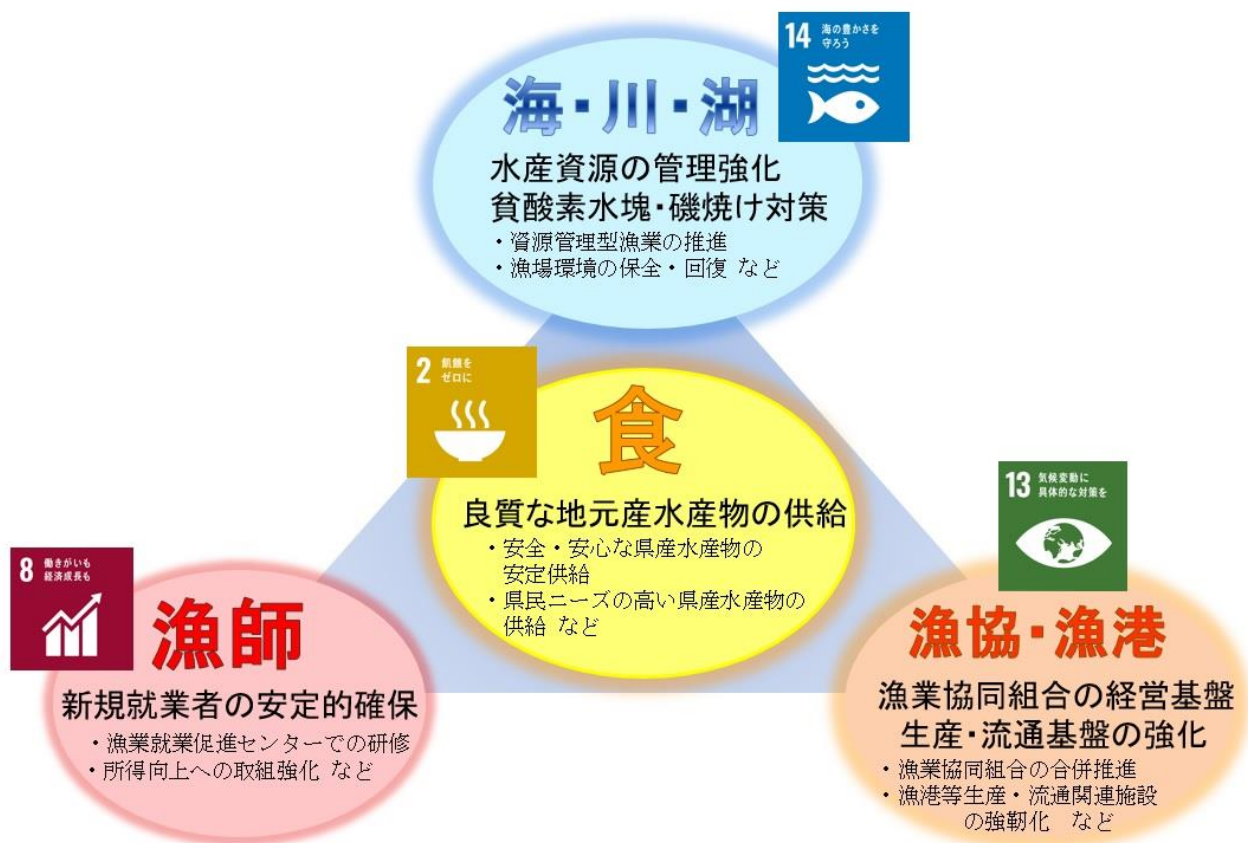 14 海の豊かさを
守ろう
海・川・湖
水産資源の管理強化
貧酸素水塊・磯焼け対策
・資源管理型漁業の推進
・漁場環境の保全・回復 など
2 飢餓を
ゼロに
食
良質な地元産水産物の供給
・安全・安心な県産水産物の
安定供給
・県民ニーズの高い県産水産物の
供給 など
8 働きがいも
経済成長も
漁師
新規就業者の安定的確保
・漁業就業促進センターでの研修
・所得向上への取組強化 など
13 気候変動に
具体的な対策を
漁協・漁港
漁業協同組合の経営基盤
生産・流通基盤の強化
・漁業協同組合の合併推進
・漁港等生産・流通関連施設
の強靭化 など